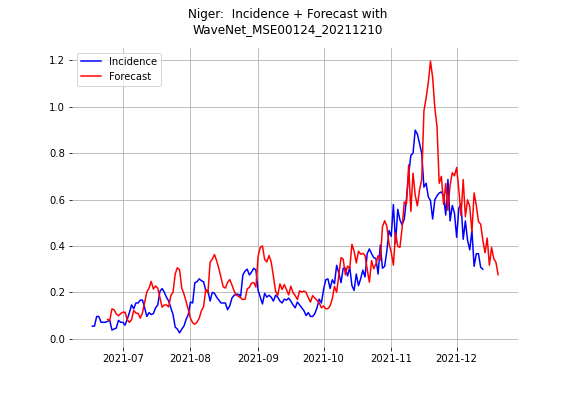 Niger:  Incidence + Forecast with
WaveNet_MSE00124_20211210
Incidence
Forecast
1.2
1.0
0.8
0.6
0.4
0.2
0.0
2021-07 2021-08 2021-09 2021-10 2021-11 2021-12